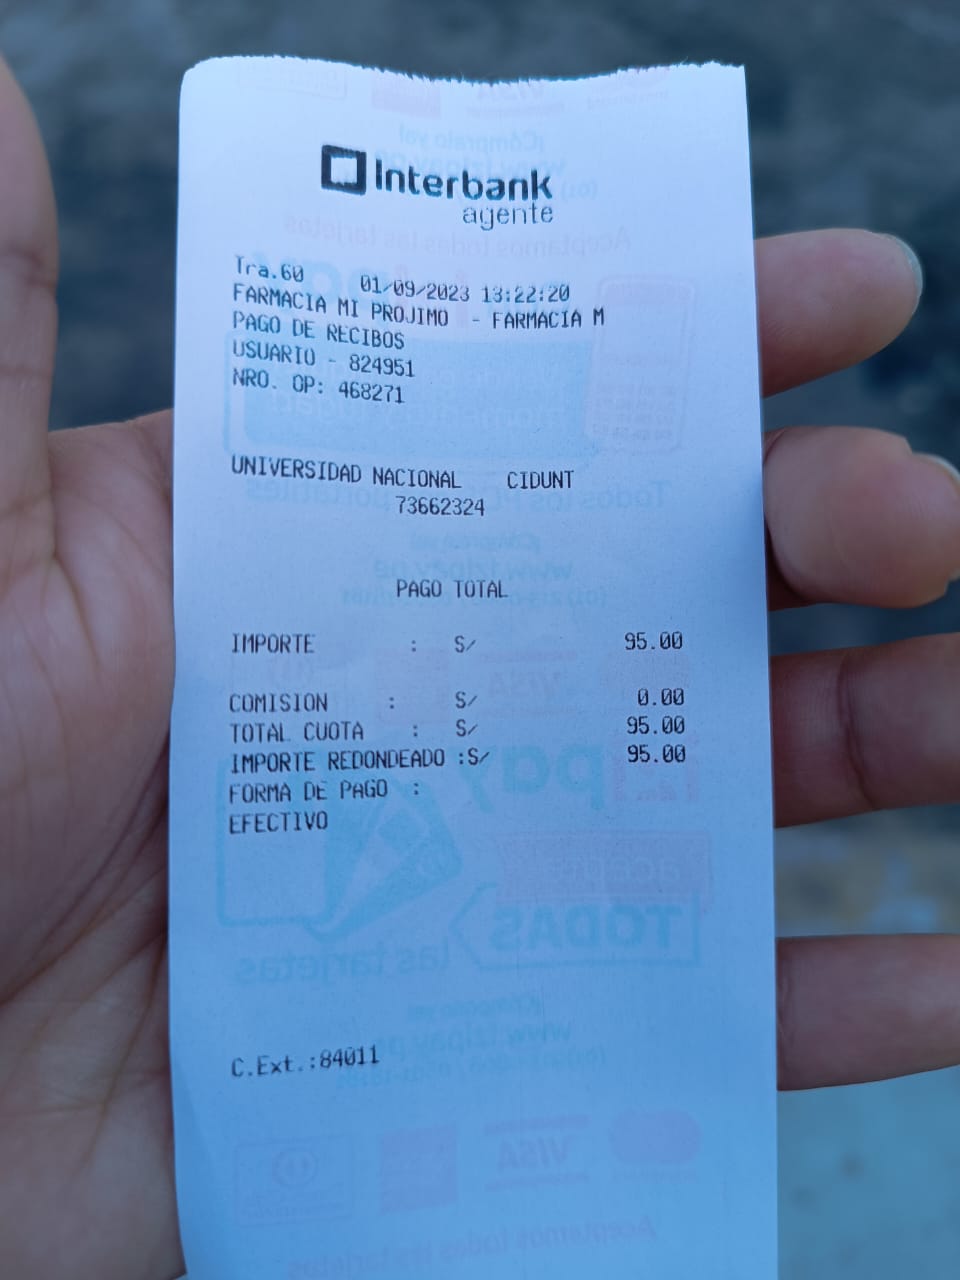 Interbank
agente
Tra.60 01/09/2023 13:22:20
FARMACIA MI PROJIMO - FARMACIA M
PAGO DE RECIBOS
USUARIO - 824951
NRO. OP: 468271
UNIVERSIDAD NACIONAL CIDUNT
73662324
PAGO TOTAL
IMPORTE : S/ 95.00
COMISION : S/ 0.00
TOTAL CUOTA : S/ 95.00
IMPORTE REDONDEADO :S/ 95.00
FORMA DE PAGO :
EFECTIVO
C.Ext.:84011